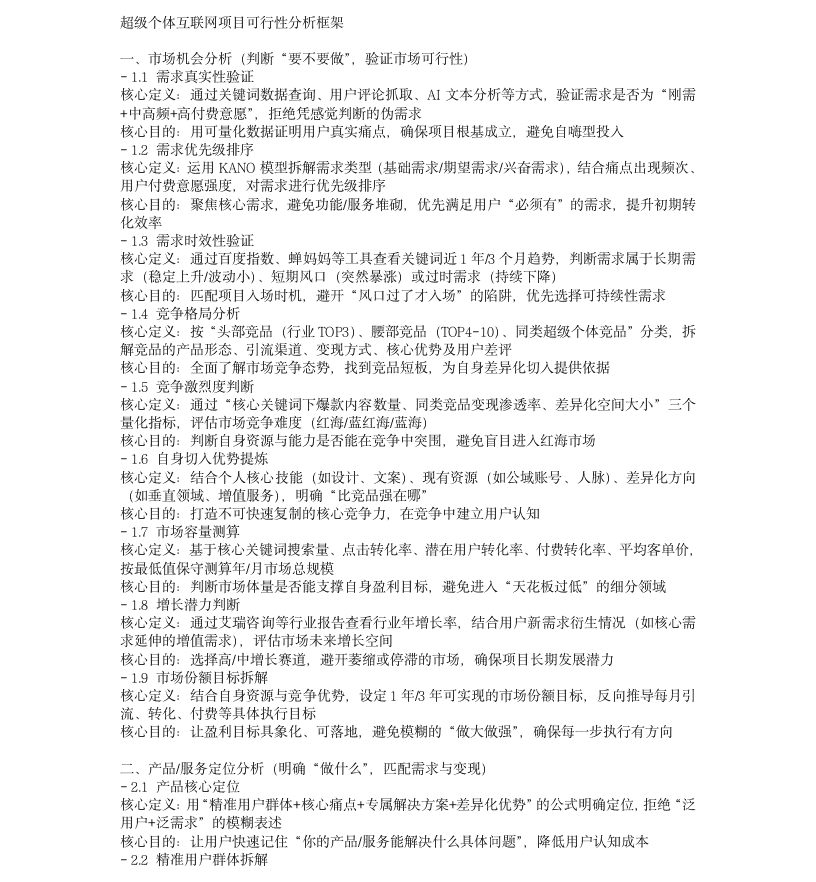 超级个体互联网项目可行性分析框架
一、市场机会分析（判断“要不要做”，验证市场可行性）
- 1.1 需求真实性验证
核心定义：通过关键词数据查询、用户评论抓取、AI 文本分析等方式，验证需求是否为“刚需
+中高频+高付费意愿”，拒绝凭感觉判断的伪需求
核心目的：用可量化数据证明用户真实痛点，确保项目根基成立，避免自嗨型投入
- 1.2 需求优先级排序
核心定义：运用 KANO 模型拆解需求类型（基础需求/期望需求/兴奋需求），结合痛点出现频次、
用户付费意愿强度，对需求进行优先级排序
核心目的：聚焦核心需求，避免功能/服务堆砌，优先满足用户“必须有”的需求，提升初期转
化效率
- 1.3 需求时效性验证
核心定义：通过百度指数、蝉妈妈等工具查看关键词近 1 年/3 个月趋势，判断需求属于长期需
求（稳定上升/波动小）、短期风口（突然暴涨）或过时需求（持续下降）
核心目的：匹配项目入场时机，避开“风口过了才入场”的陷阱，优先选择可持续性需求
- 1.4 竞争格局分析
核心定义：按“头部竞品（行业 TOP3）、腰部竞品（TOP4-10）、同类超级个体竞品”分类，拆
解竞品的产品形态、引流渠道、变现方式、核心优势及用户差评
核心目的：全面了解市场竞争态势，找到竞品短板，为自身差异化切入提供依据
- 1.5 竞争激烈度判断
核心定义：通过“核心关键词下爆款内容数量、同类竞品变现渗透率、差异化空间大小”三个
量化指标，评估市场竞争难度（红海/蓝红海/蓝海）
核心目的：判断自身资源与能力是否能在竞争中突围，避免盲目进入红海市场
- 1.6 自身切入优势提炼
核心定义：结合个人核心技能（如设计、文案）、现有资源（如公域账号、人脉）、差异化方向
（如垂直领域、增值服务），明确“比竞品强在哪”
核心目的：打造不可快速复制的核心竞争力，在竞争中建立用户认知
- 1.7 市场容量测算
核心定义：基于核心关键词搜索量、点击转化率、潜在用户转化率、付费转化率、平均客单价，
按最低值保守测算年/月市场总规模
核心目的：判断市场体量是否能支撑自身盈利目标，避免进入“天花板过低”的细分领域
- 1.8 增长潜力判断
核心定义：通过艾瑞咨询等行业报告查看行业年增长率，结合用户新需求衍生情况（如核心需
求延伸的增值需求），评估市场未来增长空间
核心目的：选择高/中增长赛道，避开萎缩或停滞的市场，确保项目长期发展潜力
- 1.9 市场份额目标拆解
核心定义：结合自身资源与竞争优势，设定 1 年/3 年可实现的市场份额目标，反向推导每月引
流、转化、付费等具体执行目标
核心目的：让盈利目标具象化、可落地，避免模糊的“做大做强”，确保每一步执行有方向
二、产品/服务定位分析（明确“做什么”，匹配需求与变现）
- 2.1 产品核心定位
核心定义：用“精准用户群体+核心痛点+专属解决方案+差异化优势”的公式明确定位，拒绝“泛
用户+泛需求”的模糊表述
核心目的：让用户快速记住“你的产品/服务能解决什么具体问题”，降低用户认知成本
- 2.2 精准用户群体拆解